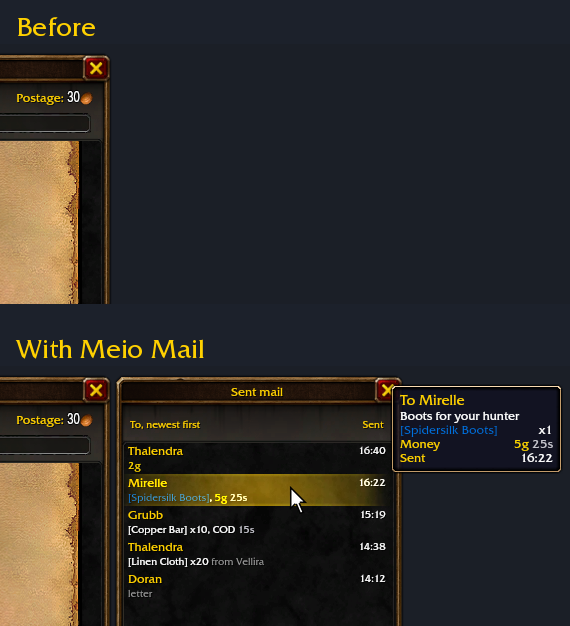 Before
Postage: 30
With Meio Mail
Postage: 30
Sent mail
To, newest first Sent
Thalendra 16:40
2g
Mirelle 16:22
[Spidersilk Boots], 5g 25s
Grubb 15:19
[Copper Bar] x10, COD 15s
Thalendra 14:38
[Linen Cloth] x20 from Vellira
Doran 14:12
letter
To Mirelle
Boots for your hunter
[Spidersilk Boots] x1
Money 5g 25s
Sent 16:22